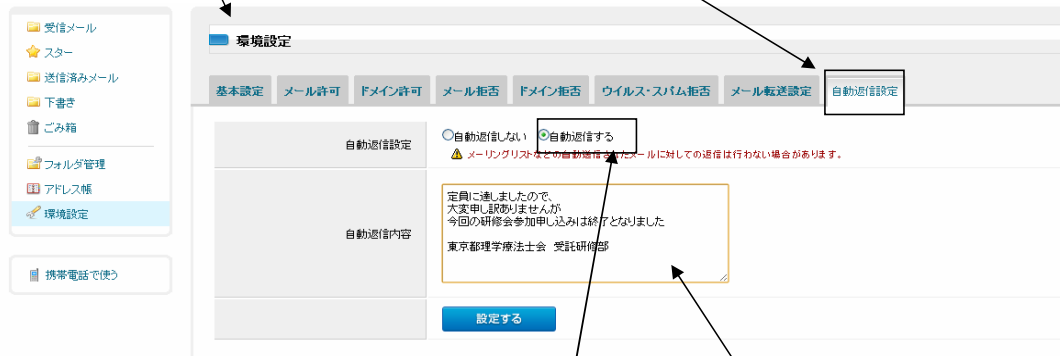 受信メール
スター
送信済みメール
下書き
ごみ箱
フォルダ管理
アドレス帳
環境設定
携帯電話で使う
環境設定
基本設定 メール許可 ドメイン許可 メール拒否 ドメイン拒否 ウイルス・スパム拒否 メール転送設定 自動返信設定
自動返信設定
自動返信しない 自動返信する
メーリングリストなどの自動送信されたメールに対しての返信は行わない場合があります。
自動返信内容
定員に達しましたので、
大変申し訳ありませんが
今回の研修会参加申し込みは終了となりました
東京都理学療法士会 受託研修部
設定する